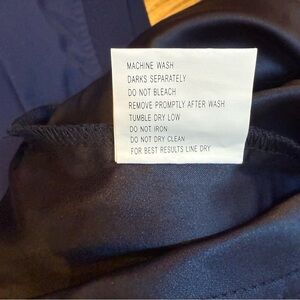 MACHINE WASH
DARKS SEPARATELY
DO NOT BLEACH
REMOVE PROMPTLY AFTER WASH
TUMBLE DRY LOW
DO NOT IRON
DO NOT DRY CLEAN
FOR BEST RESULTS LINE DRY